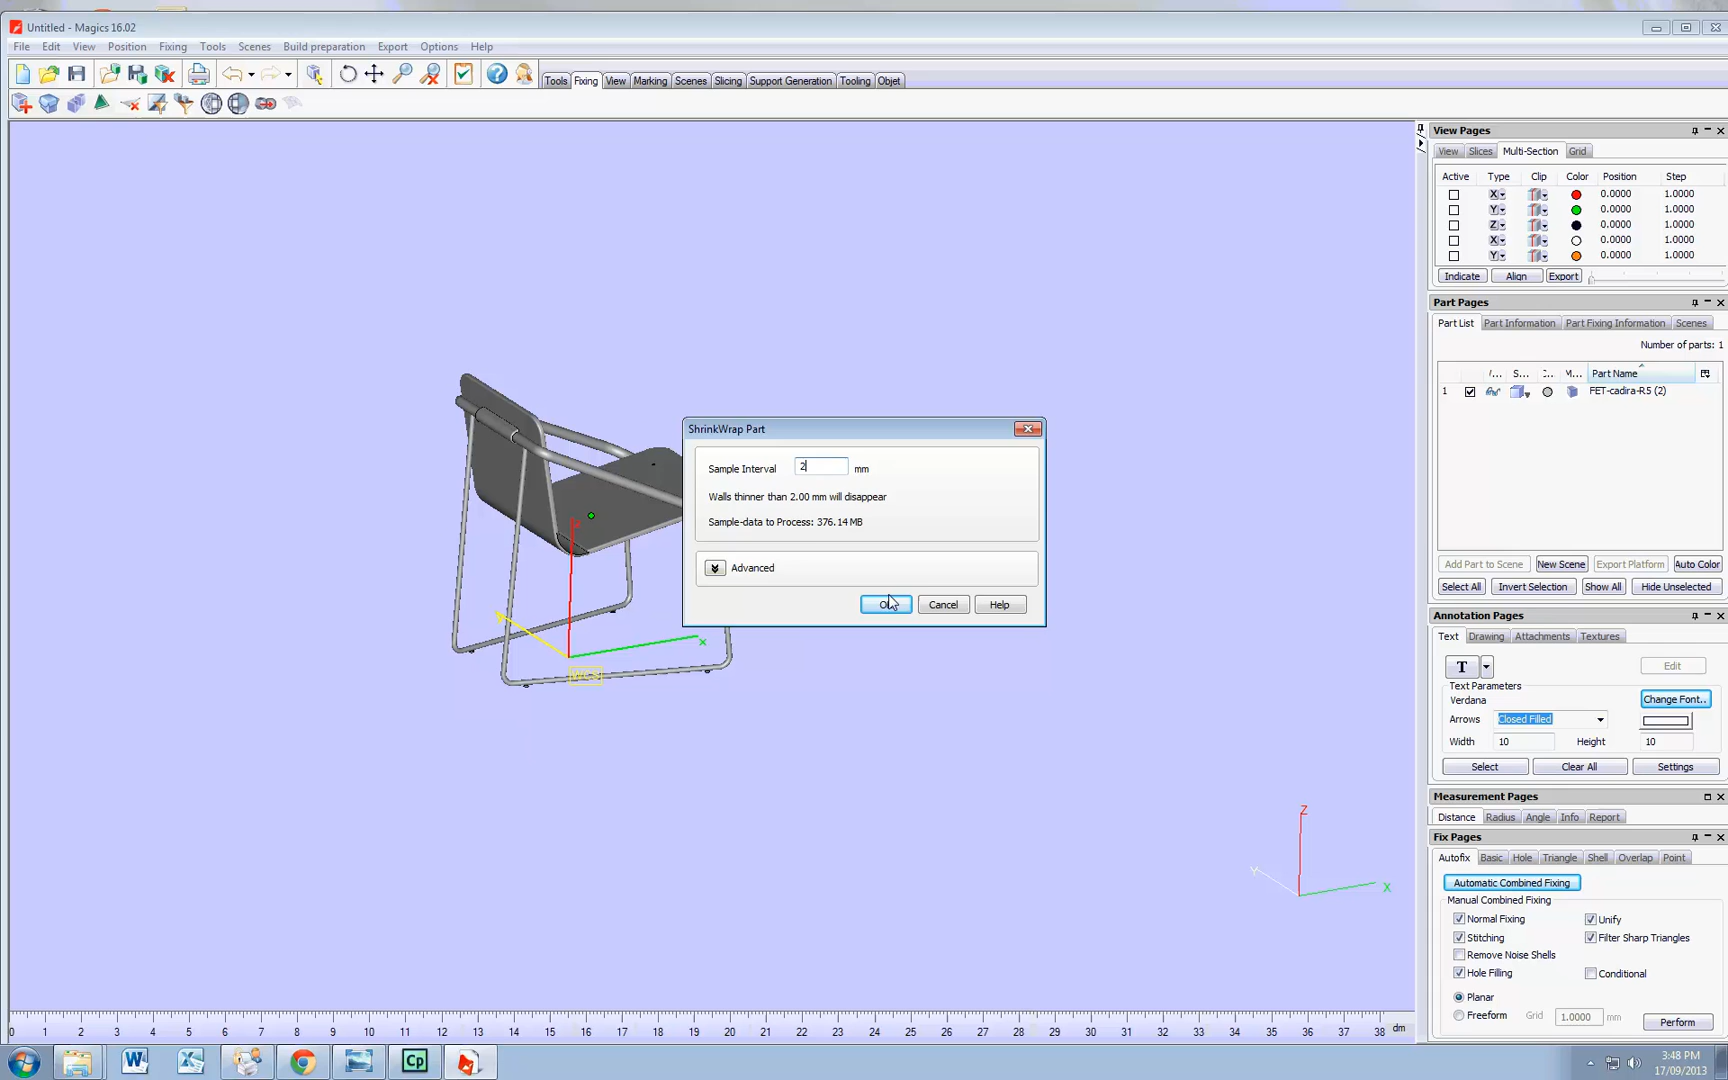 Untitled - Magics 16.02
File Edit View Position Fixing Tools Scenes Build preparation Export Options Help
Tools Fixing View Marking Scenes Slicing Support Generation Tooling Objet
View Pages
View Slices Multi-Section Grid
Active Type Clip Color Position Step
X 0.0000 1.0000
Y 0.0000 1.0000
Z 0.0000 1.0000
X 0.0000 1.0000
Y 0.0000 1.0000
Indicate Align Export
Part Pages
Part List Part Information Part Fixing Information Scenes
Number of parts: 1
/... S... :... M... Part Name
1 FET-cadira-R5 (2)
Add Part to Scene New Scene Export Platform Auto Color
Select All Invert Selection Show All Hide Unselected
Annotation Pages
Text Drawing Attachments Textures
T Edit
Text Parameters
Verdana Change Font..
Arrows Closed Filled
Width 10 Height 10
Select Clear All Settings
Measurement Pages
Distance Radius Angle Info Report
Fix Pages
Autofix Basic Hole Triangle Shell Overlap Point
Automatic Combined Fixing
Manual Combined Fixing
Normal Fixing Unify
Stitching Filter Sharp Triangles
Remove Noise Shells
Hole Filling Conditional
Planar
Freeform Grid 1.0000 mm
Perform
ShrinkWrap Part
Sample Interval 2 mm
Walls thinner than 2.00 mm will disappear
Sample-data to Process: 376.14 MB
Advanced
Cancel Help
x
WCS
Z
Y
X
0 1 2 3 4 5 6 7 8 9 10 11 12 13 14 15 16 17 18 19 20 21 22 23 24 25 26 27 28 29 30 31 32 33 34 35 36 37 38 dm
Cp
3:48 PM
17/09/2013